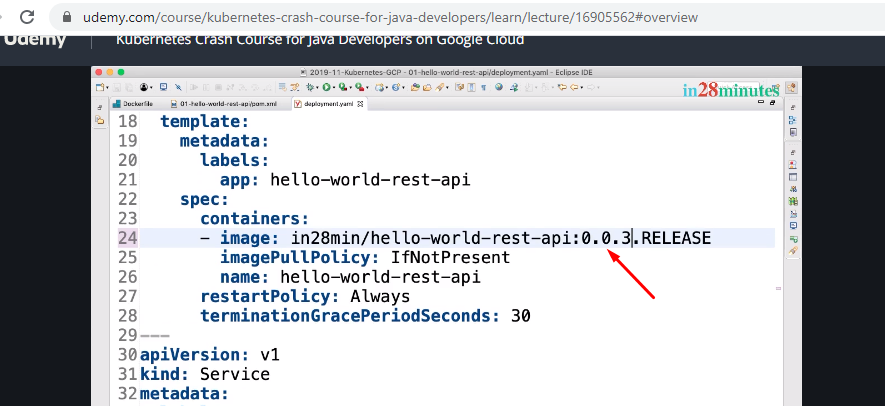 udemy.com/course/kubernetes-crash-course-for-java-developers/learn/lecture/16905562#overview
Udemy
Kubernetes Crash Course for Java Developers on Google Cloud
2019-11-Kubernetes-GCP - 01-hello-world-rest-api/deployment.yaml - Eclipse IDE
in28minutes
Dockerfile 01-hello-world-rest-api/pom.xml deployment.yaml
18 template:
19 metadata:
20 labels:
21 app: hello-world-rest-api
22 spec:
23 containers:
24 - image: in28min/hello-world-rest-api:0.0.3.RELEASE
25 imagePullPolicy: IfNotPresent
26 name: hello-world-rest-api
27 restartPolicy: Always
28 terminationGracePeriodSeconds: 30
29 ---
30 apiVersion: v1
31 kind: Service
32 metadata: